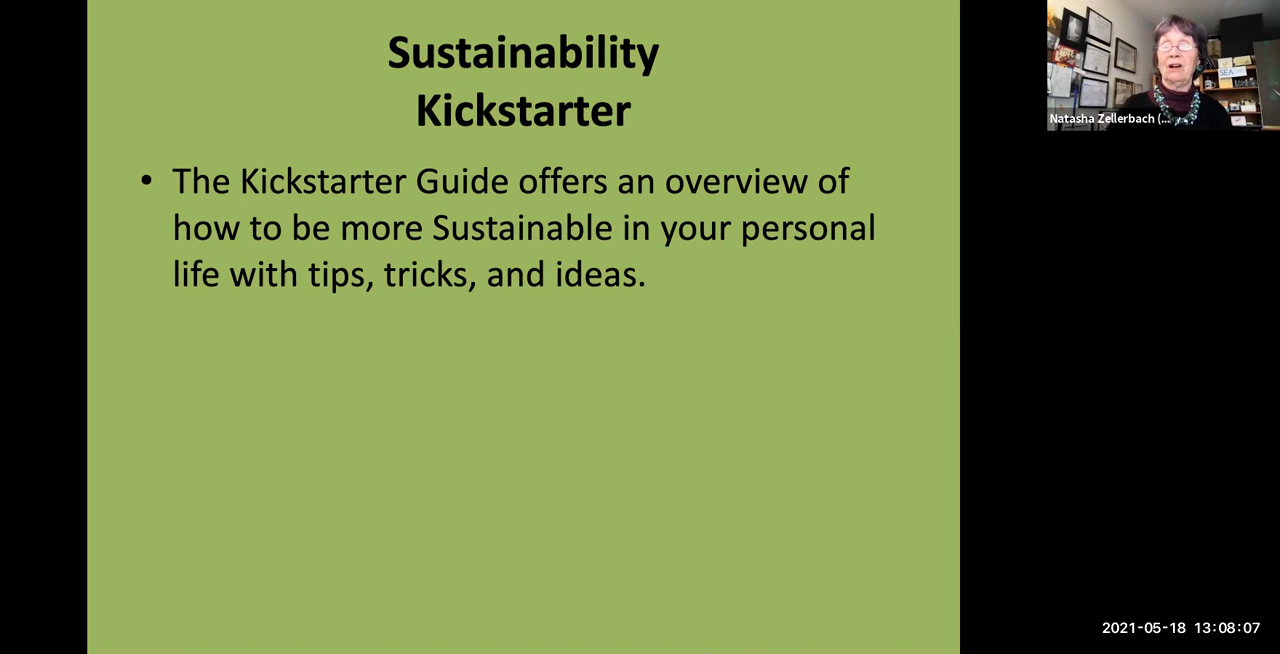 Sustainability
Kickstarter
• The Kickstarter Guide offers an overview of
how to be more Sustainable in your personal
life with tips, tricks, and ideas.
SEA
Natasha Zellerbach (...
2021-05-18 13:08:07